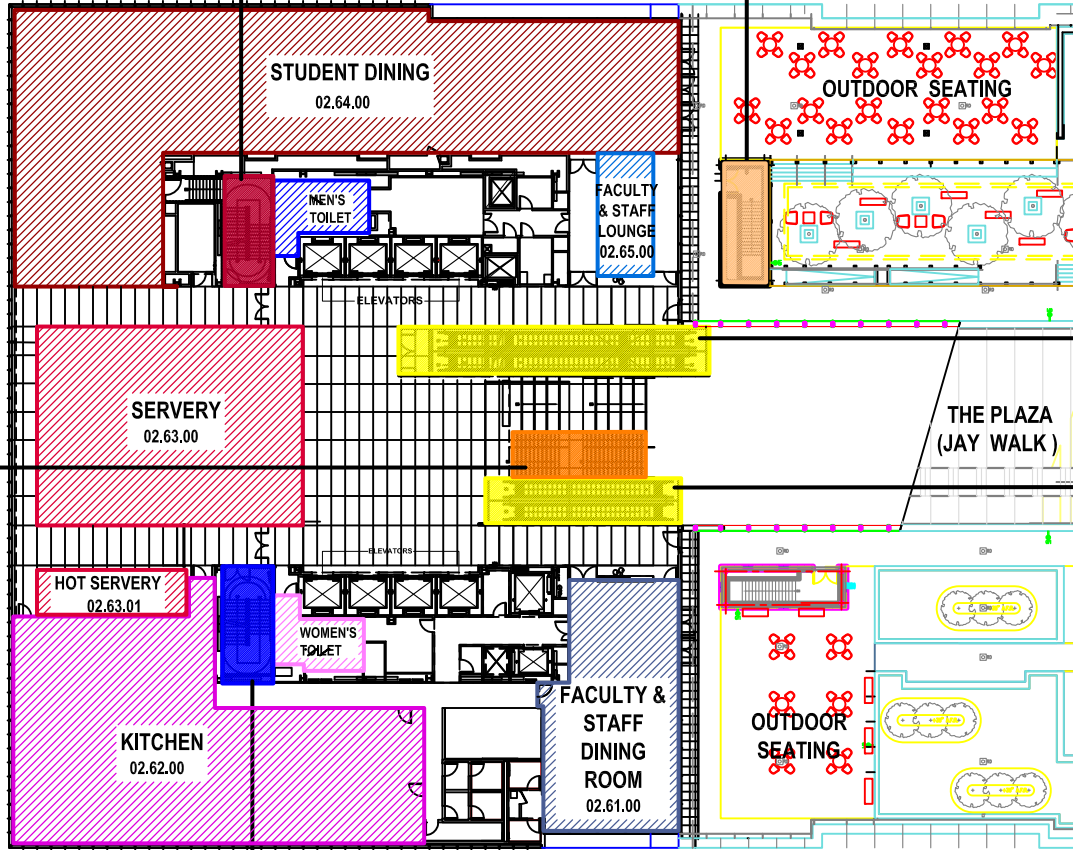 STUDENT DINING
02.64.00
OUTDOOR SEATING
MEN'S
TOILET
FACULTY
& STAFF
LOUNGE
02.65.00
ELEVATORS
SERVERY
02.63.00
THE PLAZA
(JAY WALK )
ELEVATORS
HOT SERVERY
02.63.01
WOMEN'S
TOILET
FACULTY &
STAFF
DINING
ROOM
02.61.00
KITCHEN
02.62.00
OUTDOOR
SEATING